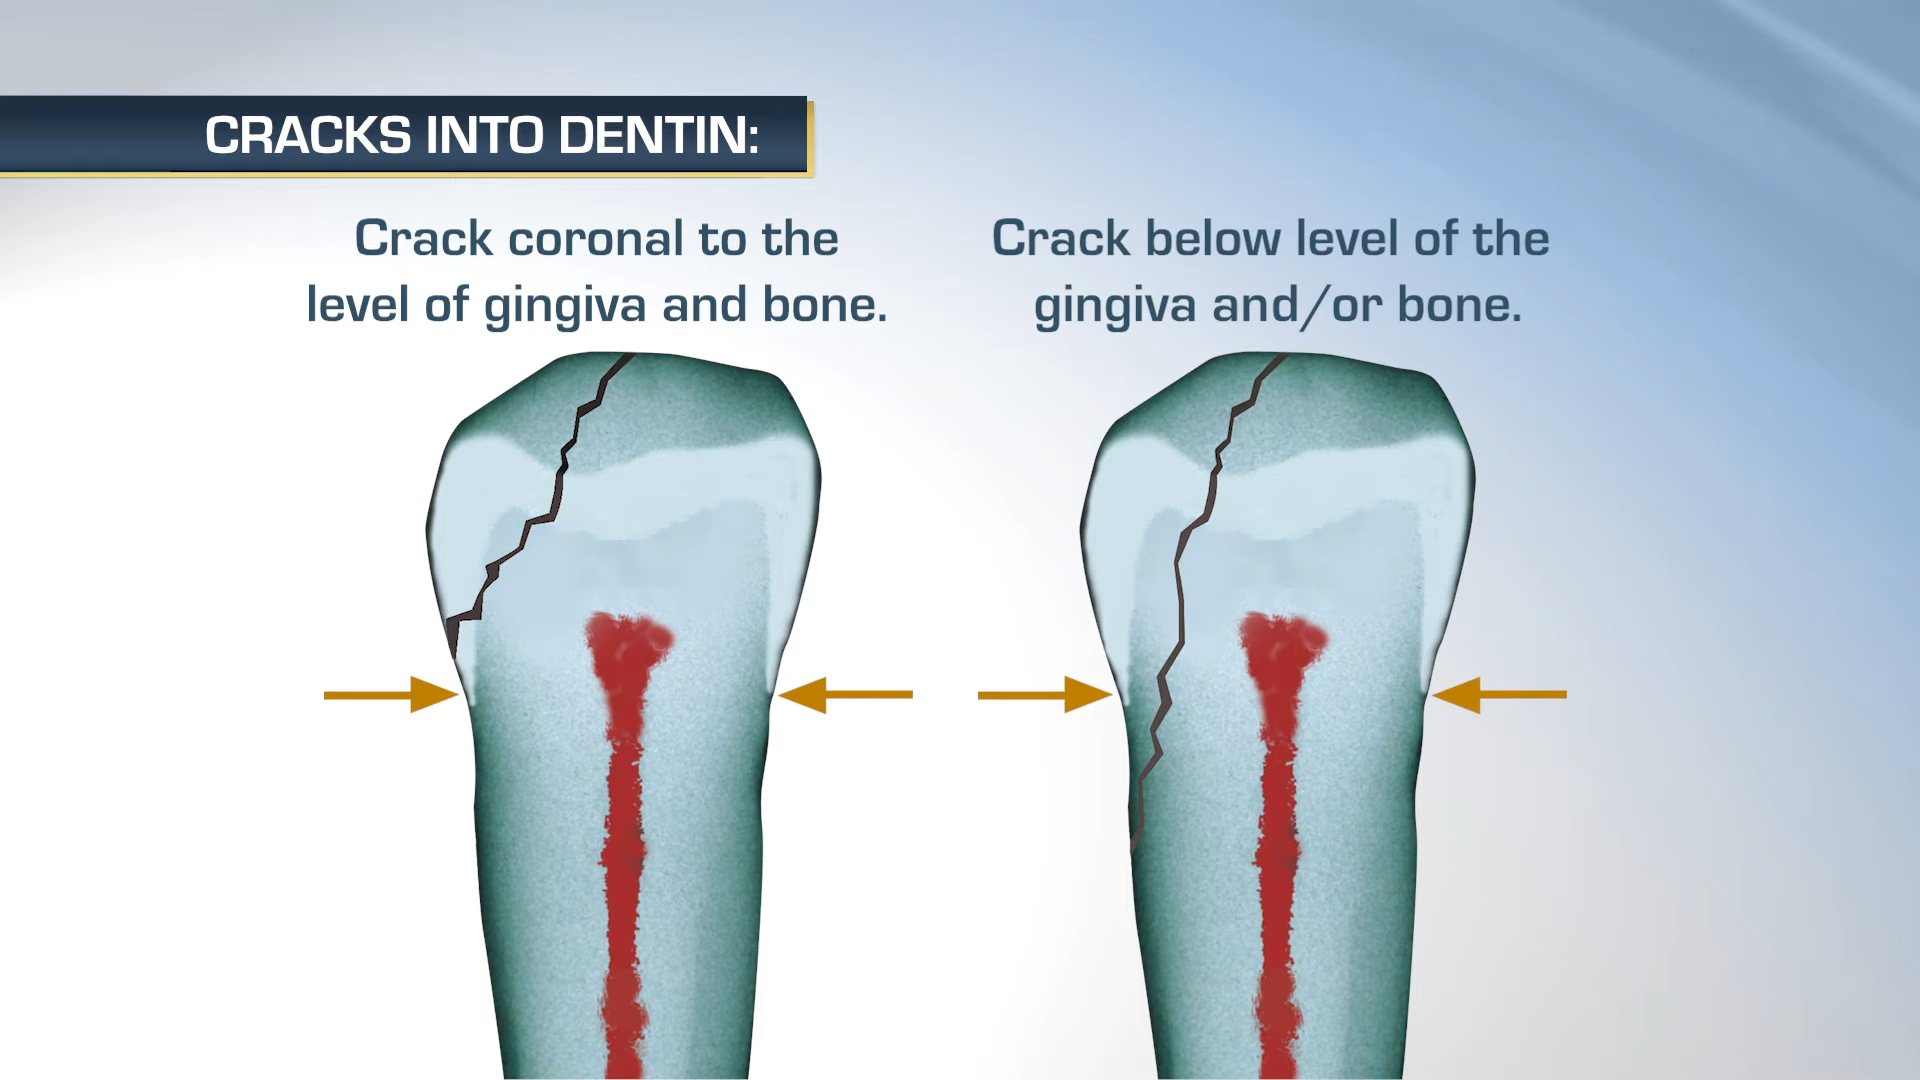 CRACKS INTO DENTIN:
Crack coronal to the
level of gingiva and bone.
Crack below level of the
gingiva and/or bone.